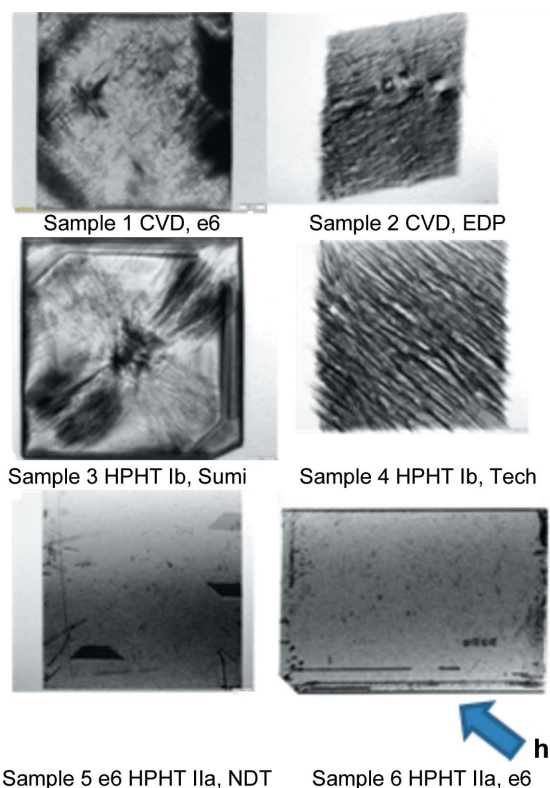 Sample 1 CVD, e6
Sample 2 CVD, EDP
Sample 3 HPHT Ib, Sumi
Sample 4 HPHT Ib, Tech
h
Sample 5 e6 HPHT IIa, NDT
Sample 6 HPHT IIa, e6